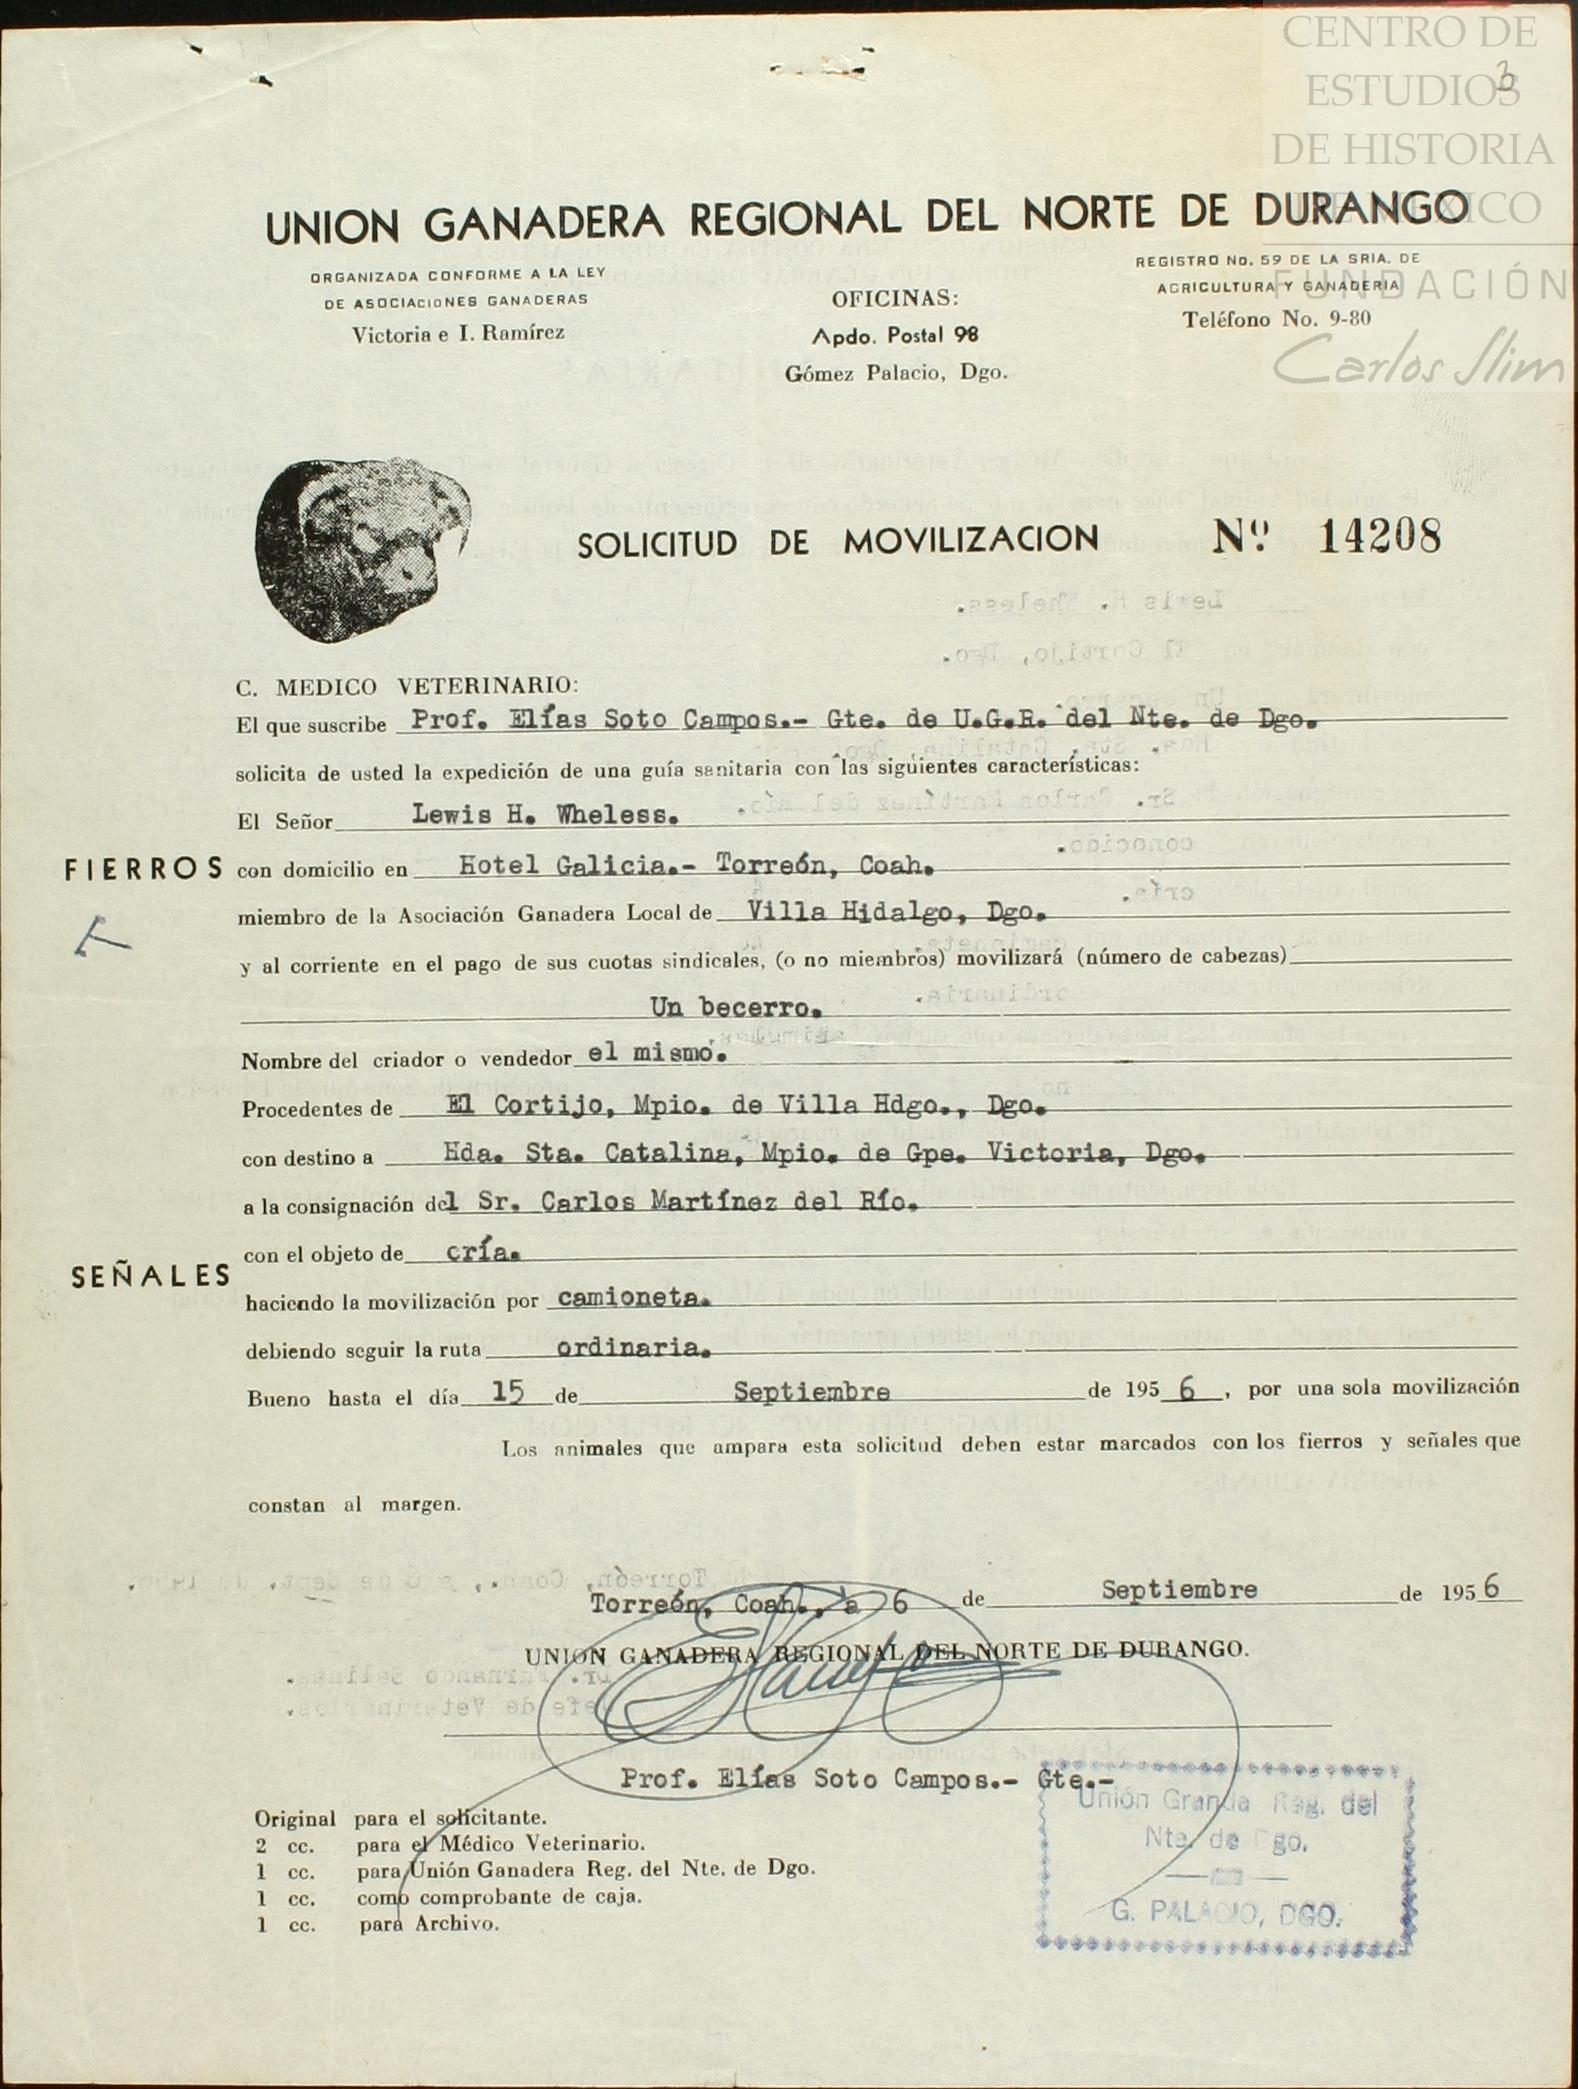 CENTRO DE
ESTUDIOS
3
DE HISTORIA
DE MÉXICO
FUNDACIÓN
Carlos Slim
UNION GANADERA REGIONAL DEL NORTE DE DURANGO
ORGANIZADA CONFORME A LA LEY
DE ASOCIACIONES GANADERAS
Victoria e I. Ramírez
OFICINAS:
Apdo. Postal 98
Gómez Palacio, Dgo.
REGISTRO No. 59 DE LA SRIA. DE
AGRICULTURA Y GANADERIA
Teléfono No. 9-80
SOLICITUD DE MOVILIZACION Nº 14208
C. MEDICO VETERINARIO:
El que suscribe Prof. Elías Soto Campos.- Gte. de U.G.R. del Nte. de Dgo.
solicita de usted la expedición de una guía sanitaria con las siguientes características:
El Señor Lewis H. Wheless.
FIERROS con domicilio en Hotel Galicia.- Torreón, Coah.
miembro de la Asociación Ganadera Local de Villa Hidalgo, Dgo.
y al corriente en el pago de sus cuotas sindicales, (o no miembros) movilizará (número de cabezas)
Un becerro.
Nombre del criador o vendedor el mismo.
Procedentes de El Cortijo, Mpio. de Villa Hdgo., Dgo.
con destino a Hda. Sta. Catalina, Mpio. de Gpe. Victoria, Dgo.
a la consignación del Sr. Carlos Martínez del Río.
con el objeto de cría.
SEÑALES
haciendo la movilización por camioneta.
debiendo seguir la ruta ordinaria.
Bueno hasta el día 15 de Septiembre de 1956, por una sola movilización
Los animales que ampara esta solicitud deben estar marcados con los fierros y señales que
constan al margen.
Torreón, Coah., a 6 de Septiembre de 1956
UNION GANADERA REGIONAL DEL NORTE DE DURANGO.
Prof. Elías Soto Campos.- Gte.-
Original para el solicitante.
2 cc. para el Médico Veterinario.
1 cc. para Unión Ganadera Reg. del Nte. de Dgo.
1 cc. como comprobante de caja.
1 cc. para Archivo.
Unión Granda Reg. del
Nte. de Dgo.
G. PALACIO, DGO.